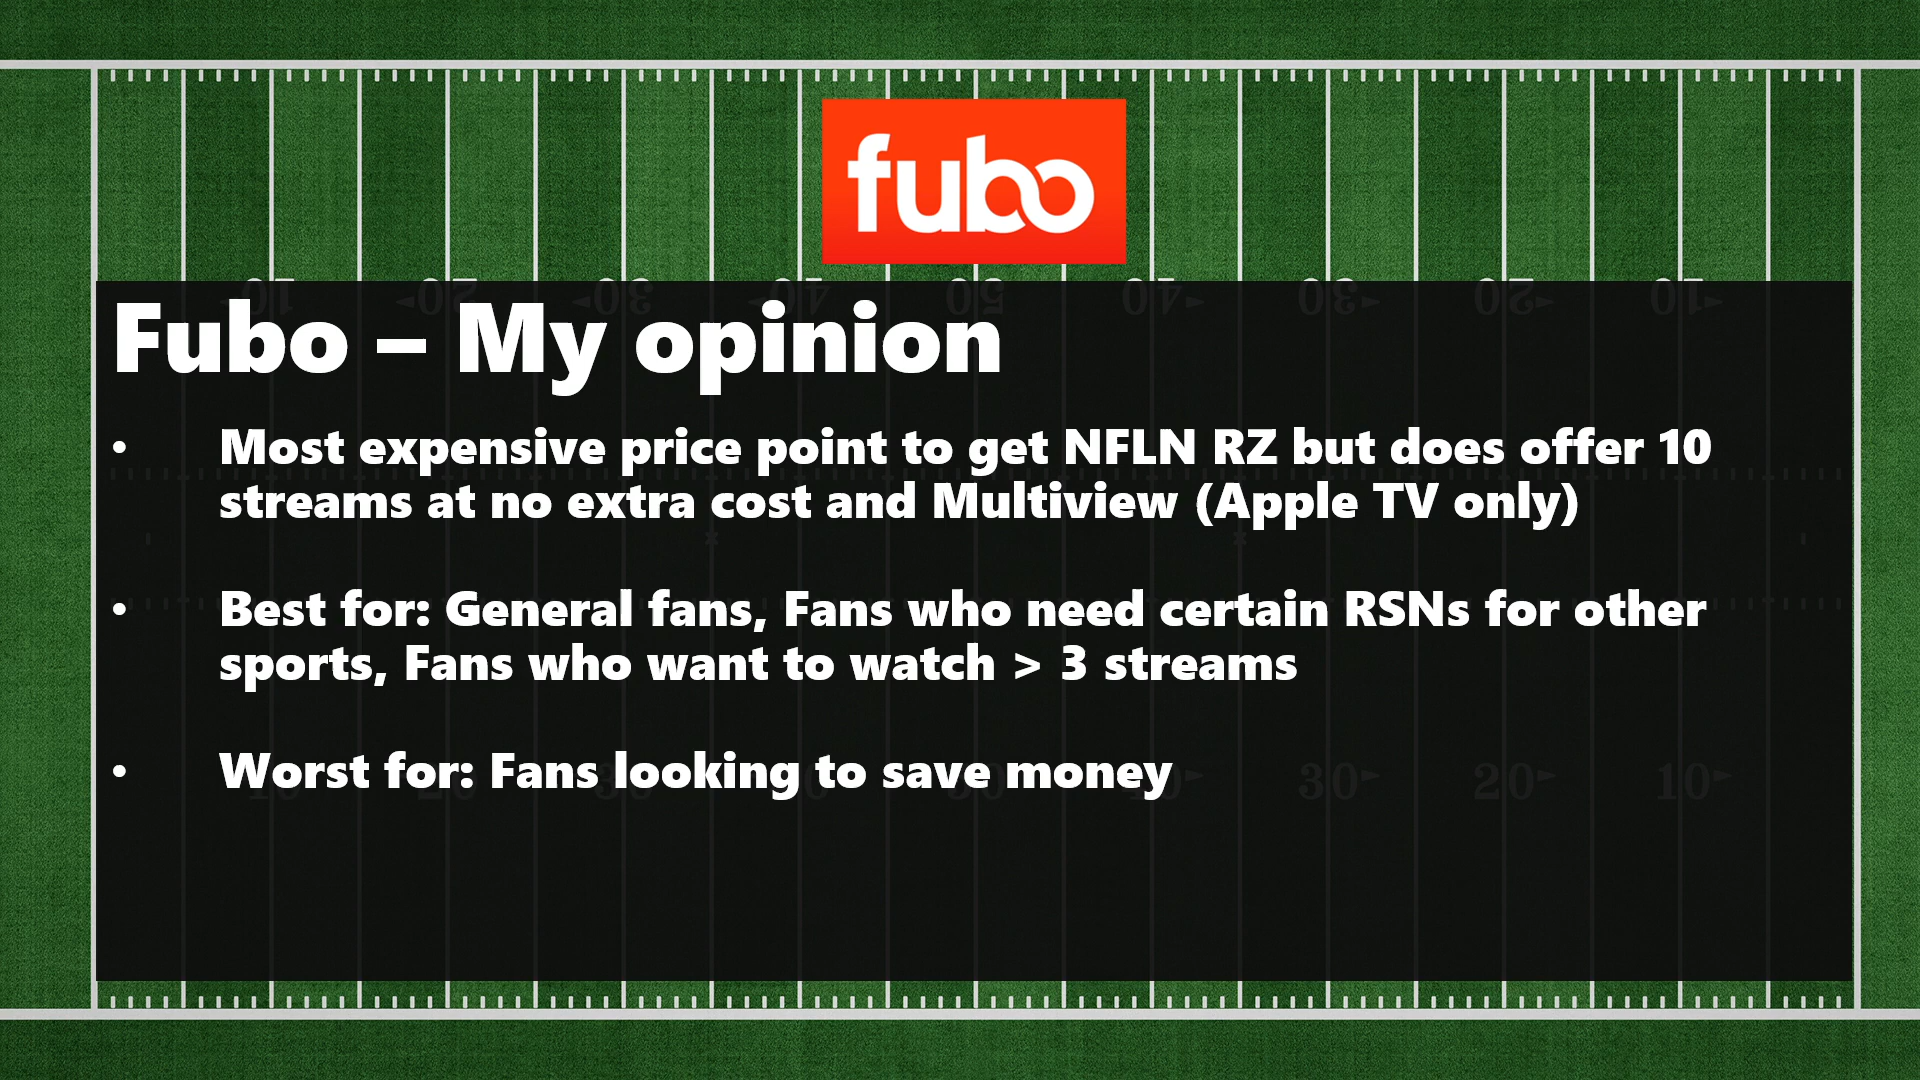 fubo
Fubo – My opinion
• Most expensive price point to get NFLN RZ but does offer 10
streams at no extra cost and Multiview (Apple TV only)
• Best for: General fans, Fans who need certain RSNs for other
sports, Fans who want to watch > 3 streams
• Worst for: Fans looking to save money